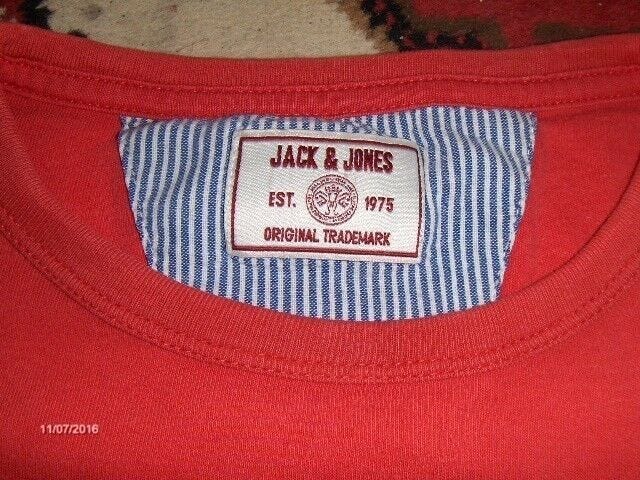 JACK & JONES
EST. 1975
ORIGINAL TRADEMARK
11/07/2016